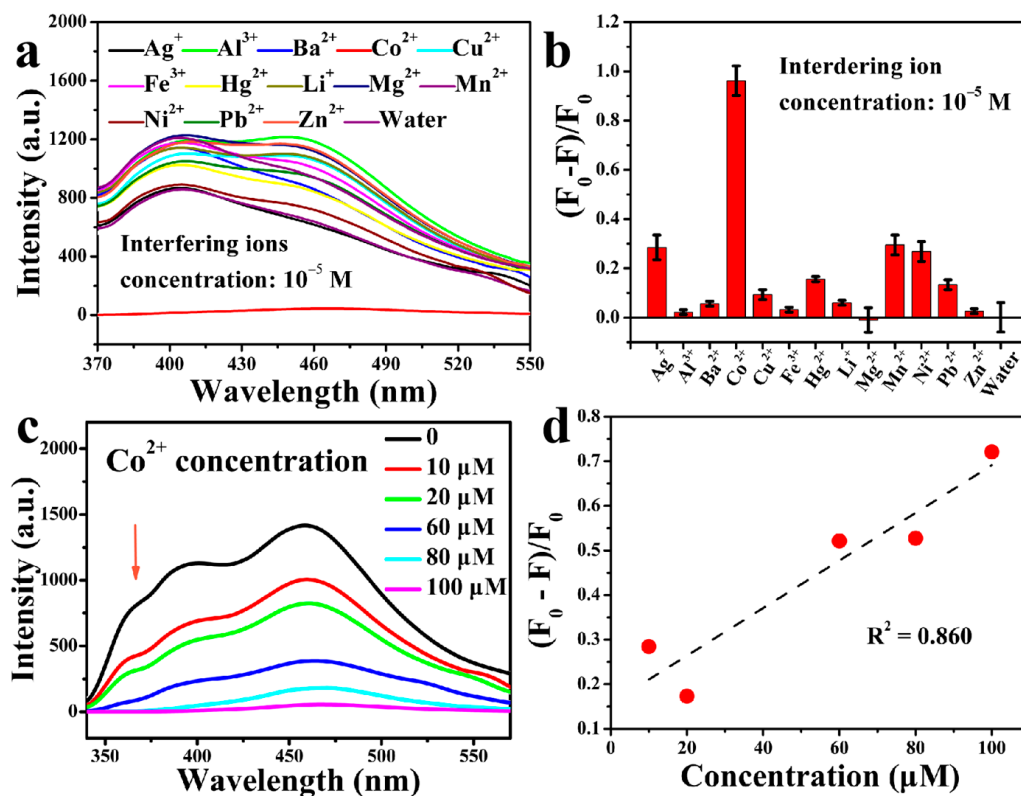 a
Ag⁺ Al³⁺ Ba²⁺ Co²⁺ Cu²⁺
Fe³⁺ Hg²⁺ Li⁺ Mg²⁺ Mn²⁺
Ni²⁺ Pb²⁺ Zn²⁺ Water
Interfering ions
concentration: 10⁻⁵ M
Intensity (a.u.)
2000
1600
1200
800
400
0
370 400 430 460 490 520 550
Wavelength (nm)
b
Interdering ion
concentration: 10⁻⁵ M
(F₀-F)/F₀
1.0
0.8
0.6
0.4
0.2
0.0
Ag⁺ Al³⁺ Ba²⁺ Co²⁺ Cu²⁺ Fe³⁺ Hg²⁺ Li⁺ Mg²⁺ Mn²⁺ Ni²⁺ Pb²⁺ Zn²⁺ Water
c
Co²⁺ concentration
0
10 μM
20 μM
60 μM
80 μM
100 μM
Intensity (a.u.)
2000
1500
1000
500
0
350 400 450 500 550
Wavelength (nm)
d
(F₀ - F)/F₀
0.8
0.7
0.6
0.5
0.4
0.3
0.2
0.1
R² = 0.860
0 20 40 60 80 100
Concentration (μM)